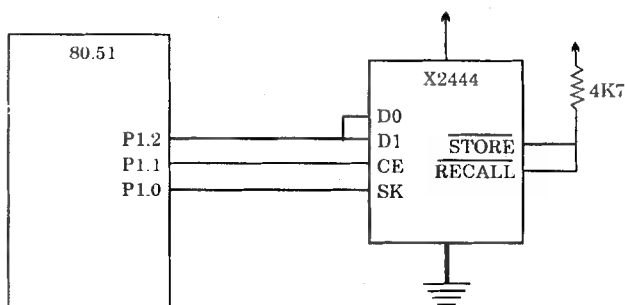 80.51
P1.2
P1.1
P1.0
X2444
D0
D1
CE
SK
STORE
RECALL
4K7